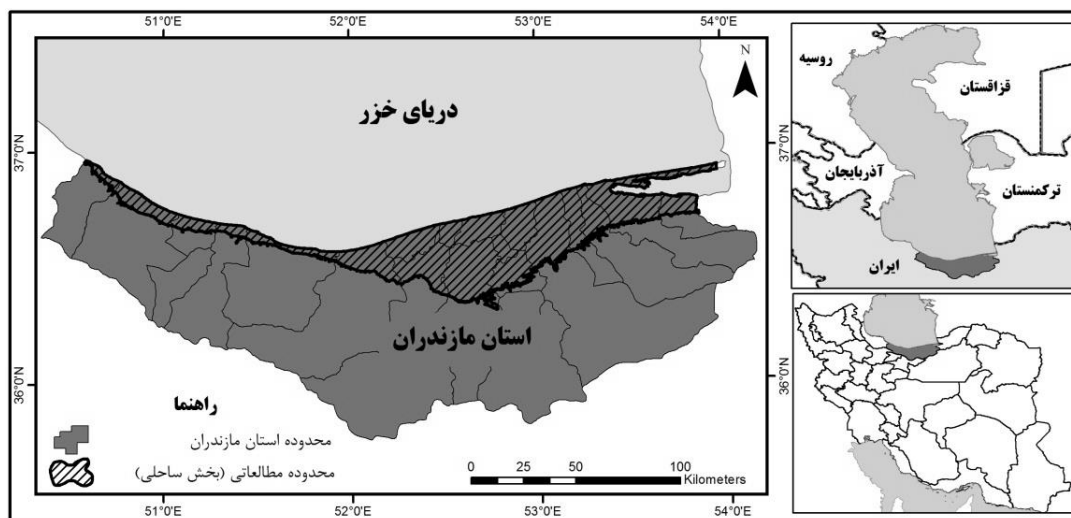 51°0'E
52°0'E
53°0'E
54°0'E
N
دریای خزر
37°0'N
37°0'N
استان مازندران
36°0'N
36°0'N
راهنما
محدوده استان مازندران
محدوده مطالعاتی (بخش ساحلی)
0 25 50 100
Kilometers
51°0'E
52°0'E
53°0'E
54°0'E
روسیه
قزاقستان
آذربایجان
ترکمنستان
ایران